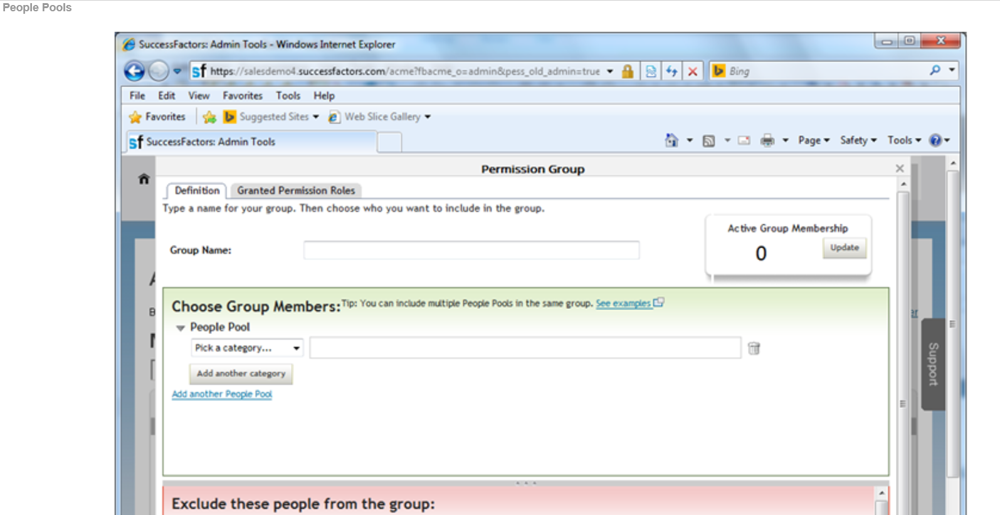 People Pools
SuccessFactors: Admin Tools - Windows Internet Explorer
sf https://salesdemo4.successfactors.com/acme?fbacme_o=admin&pess_old_admin=true Bing
File Edit View Favorites Tools Help
Favorites Suggested Sites Web Slice Gallery
sf SuccessFactors: Admin Tools Page Safety Tools
Permission Group
Definition Granted Permission Roles
Type a name for your group. Then choose who you want to include in the group.
Active Group Membership
Group Name: 0 Update
Choose Group Members: Tip: You can include multiple People Pools in the same group. See examples
People Pool
Pick a category...
Add another category
Add another People Pool
Support
Exclude these people from the group: